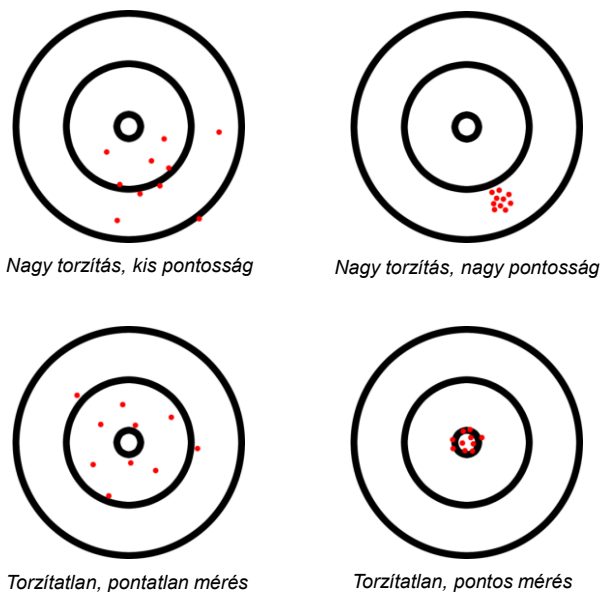 Nagy torzítás, kis pontosság
Nagy torzítás, nagy pontosság
Torzítatlan, pontatlan mérés
Torzítatlan, pontos mérés